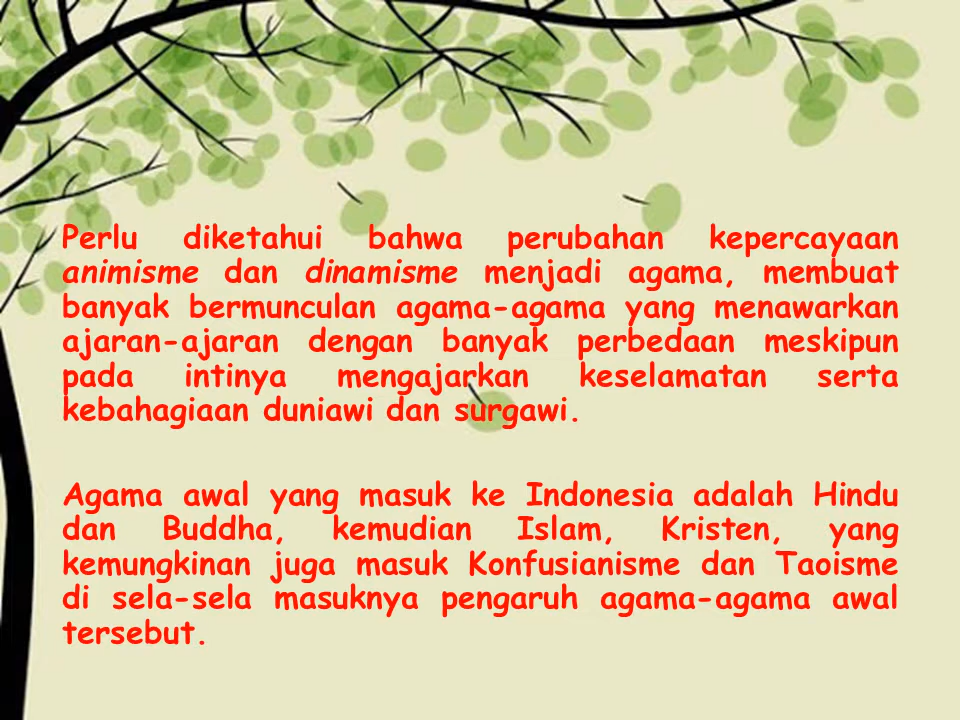 Perlu diketahui bahwa perubahan kepercayaan
animisme dan dinamisme menjadi agama, membuat
banyak bermunculan agama-agama yang menawarkan
ajaran-ajaran dengan banyak perbedaan meskipun
pada intinya mengajarkan keselamatan serta
kebahagiaan duniawi dan surgawi.
Agama awal yang masuk ke Indonesia adalah Hindu
dan Buddha, kemudian Islam, Kristen, yang
kemungkinan juga masuk Konfusianisme dan Taoisme
di sela-sela masuknya pengaruh agama-agama awal
tersebut.